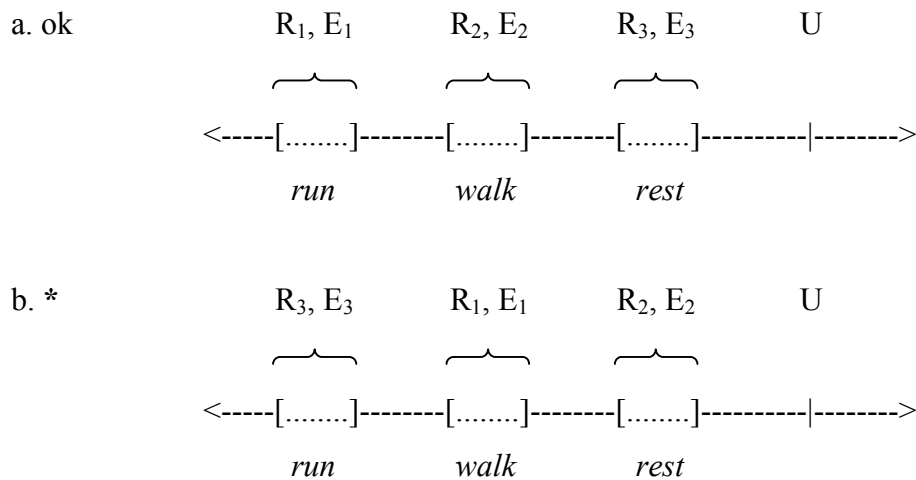 a. ok R₁, E₁ R₂, E₂ R₃, E₃ U
<-----[........]--------[........]--------[........]----------|-------->
run walk rest
b. * R₃, E₃ R₁, E₁ R₂, E₂ U
<-----[........]--------[........]--------[........]----------|-------->
run walk rest